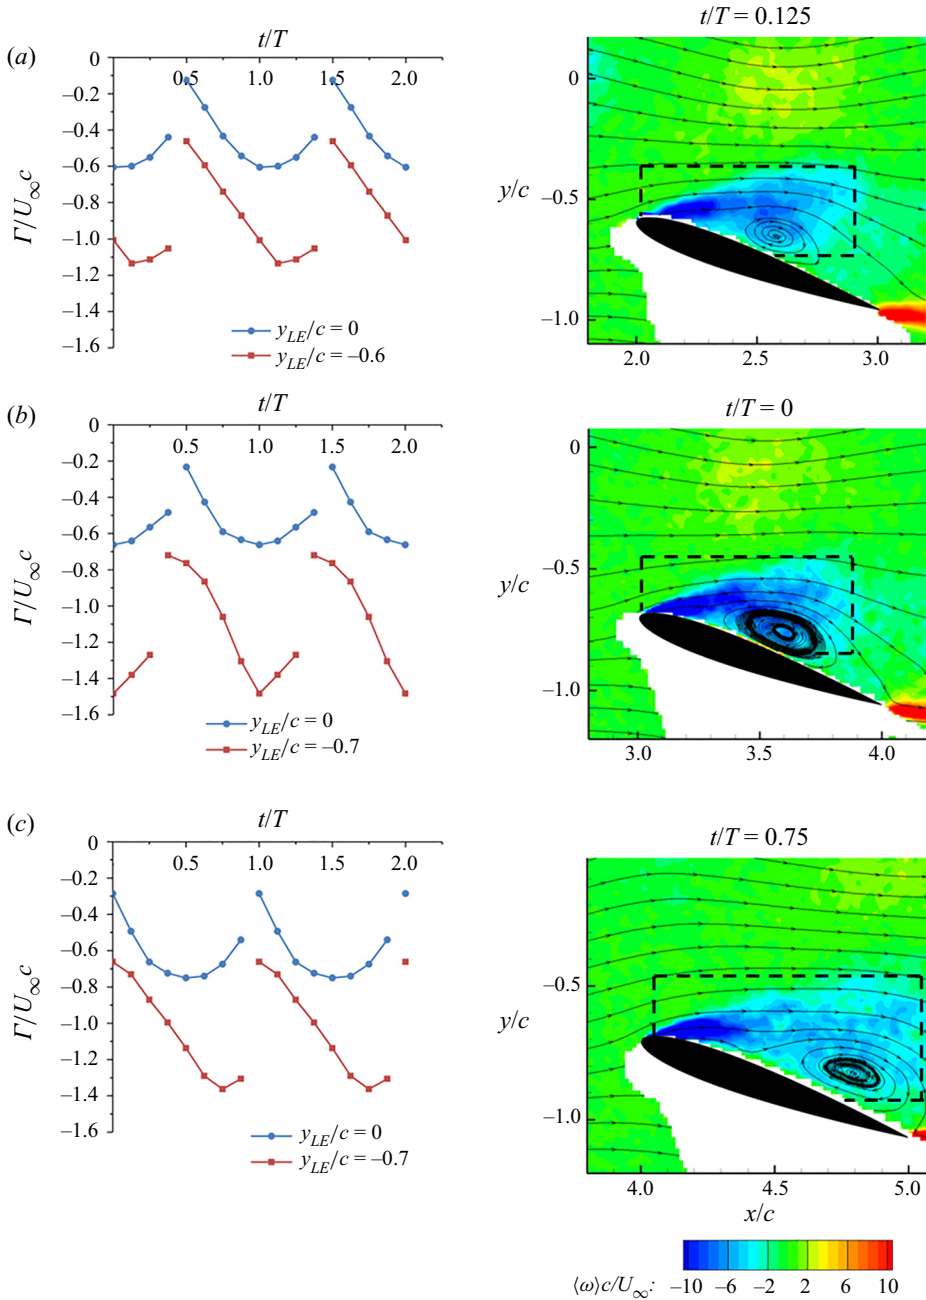 (a)
t/T
0
0.5
1.0
1.5
2.0
–0.2
–0.4
–0.6
–0.8
–1.0
–1.2
–1.4
–1.6
Γ/U∞c
y_LE/c = 0
y_LE/c = –0.6
t/T = 0.125
0
–0.5
–1.0
y/c
2.0
2.5
3.0
(b)
t/T
0
0.5
1.0
1.5
2.0
–0.2
–0.4
–0.6
–0.8
–1.0
–1.2
–1.4
–1.6
Γ/U∞c
y_LE/c = 0
y_LE/c = –0.7
t/T = 0
0
–0.5
–1.0
y/c
3.0
3.5
4.0
(c)
t/T
0
0.5
1.0
1.5
2.0
–0.2
–0.4
–0.6
–0.8
–1.0
–1.2
–1.4
–1.6
Γ/U∞c
y_LE/c = 0
y_LE/c = –0.7
t/T = 0.75
–0.5
–1.0
y/c
4.0
4.5
5.0
x/c
⟨ω⟩c/U∞: –10 –6 –2 2 6 10